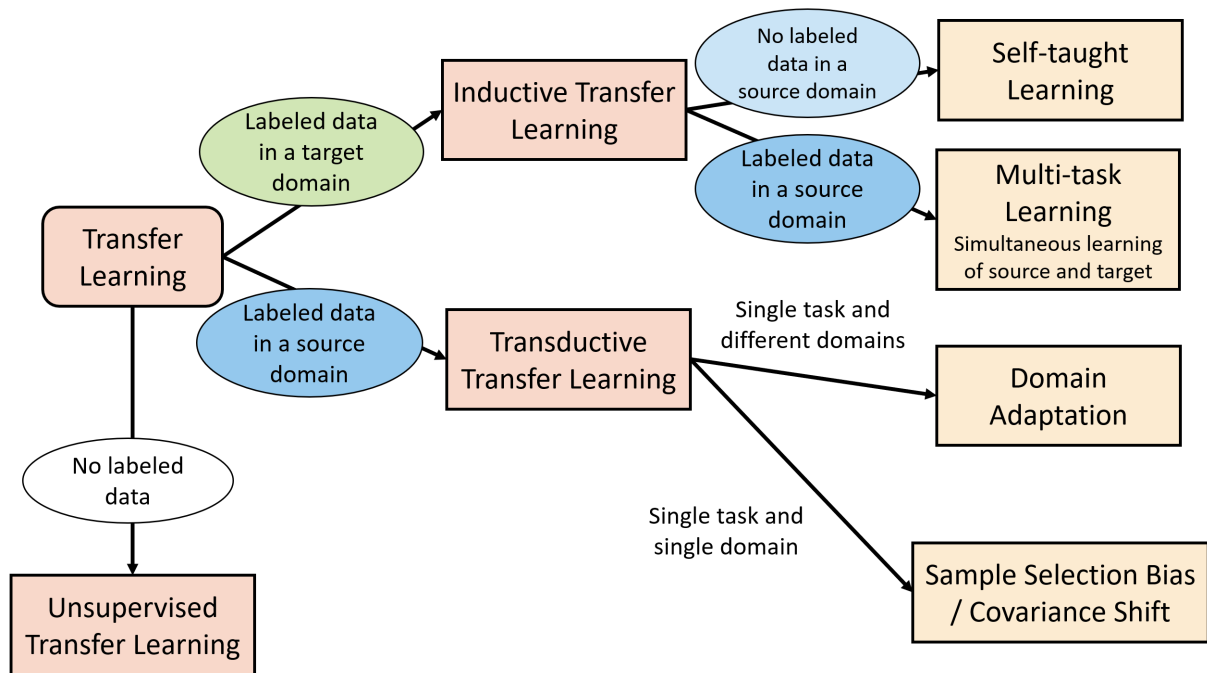 Transfer
Learning
Labeled data
in a target
domain
Inductive Transfer
Learning
No labeled
data in a
source domain
Self-taught
Learning
Labeled data
in a source
domain
Multi-task
Learning
Simultaneous learning
of source and target
Labeled data
in a source
domain
Transductive
Transfer Learning
Single task and
different domains
Domain
Adaptation
Single task and
single domain
Sample Selection Bias
/ Covariance Shift
No labeled
data
Unsupervised
Transfer Learning